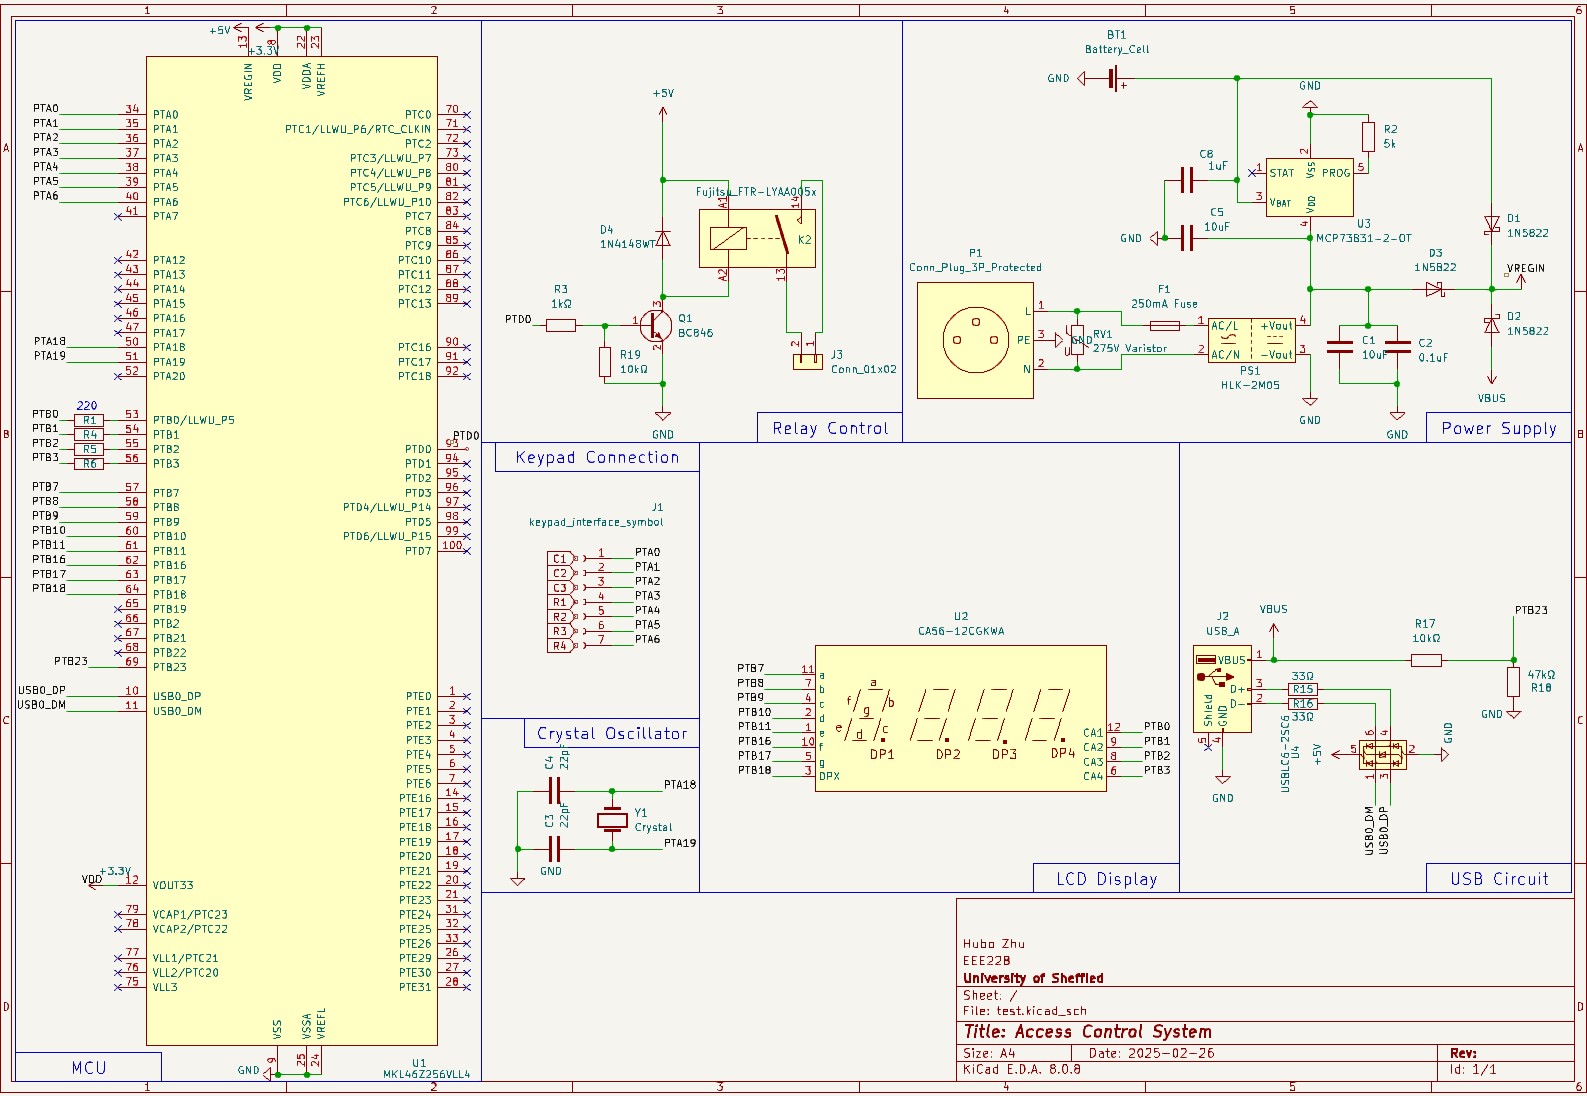 1 2 3 4 5 6
A
B
C
D
+5V
+3.3V
13 8 22 23
VREGIN VDD VDDA VREFH
PTA0 34 PTA0
PTA1 35 PTA1
PTA2 36 PTA2
PTA3 37 PTA3
PTA4 38 PTA4
PTA5 39 PTA5
PTA6 40 PTA6
41 PTA7
42 PTA12
43 PTA13
44 PTA14
45 PTA15
46 PTA16
47 PTA17
PTA18 50 PTA18
PTA19 51 PTA19
52 PTA20
220
PTB0 R1 53 PTB0/LLWU_P5
PTB1 R4 54 PTB1
PTB2 R5 55 PTB2
PTB3 R6 56 PTB3
PTB7 57 PTB7
PTB8 58 PTB8
PTB9 59 PTB9
PTB10 60 PTB10
PTB11 61 PTB11
PTB16 62 PTB16
PTB17 63 PTB17
PTB18 64 PTB18
65 PTB19
66 PTB2
67 PTB21
68 PTB22
PTB23 69 PTB23
USB0_DP 10 USB0_DP
USB0_DM 11 USB0_DM
+3.3V
VDD 12 VOUT33
79 VCAP1/PTC23
78 VCAP2/PTC22
77 VLL1/PTC21
76 VLL2/PTC20
75 VLL3
PTC0 70
PTC1/LLWU_P6/RTC_CLKIN 71
PTC2 72
PTC3/LLWU_P7 73
PTC4/LLWU_P8 80
PTC5/LLWU_P9 81
PTC6/LLWU_P10 82
PTC7 83
PTC8 84
PTC9 85
PTC10 86
PTC11 87
PTC12 88
PTC13 89
PTC16 90
PTC17 91
PTC18 92
PTD0
PTD0 93
PTD1 94
PTD2 95
PTD3 96
PTD4/LLWU_P14 97
PTD5 98
PTD6/LLWU_P15 99
PTD7 100
PTE0 1
PTE1 2
PTE2 3
PTE3 4
PTE4 5
PTE5 6
PTE6 7
PTE16 14
PTE17 15
PTE18 16
PTE19 17
PTE20 18
PTE21 19
PTE22 20
PTE23 21
PTE24 31
PTE25 32
PTE26 33
PTE29 26
PTE30 27
PTE31 28
VSS VSSA VREFL
9 25 24
GND
U1
MKL46Z256VLL4
MCU
+5V
Fujitsu_FTR-LYAA005x
A1 14
K2
A2 13
D4
1N4148WT
R3
1kΩ
PTD0
1 3 2
Q1
BC846
R19
10kΩ
GND
2 1
J3
Conn_01x02
Relay Control
BT1
Battery_Cell
GND
+
GND
R2
5k
2
1 STAT VSS PROG 5
3 VBAT VDD
4
U3
MCP73831-2-OT
C8
1uF
C5
10uF
GND
D1
1N5822
D3
1N5822
VREGIN
D2
1N5822
VBUS
P1
Conn_Plug_3P_Protected
L 1
PE 3
N 2
GND
RV1
275V Varistor
F1
250mA Fuse
1 AC/L +Vout 4
2 AC/N -Vout 3
PS1
HLK-2M05
GND
C1
10uF
C2
0.1uF
GND
Power Supply
Keypad Connection
J1
keypad_interface_symbol
C1 1 PTA0
C2 2 PTA1
C3 3 PTA2
R1 4 PTA3
R2 5 PTA4
R3 6 PTA5
R4 7 PTA6
Crystal Oscillator
C4
22pF
PTA18
Y1
Crystal
C3
22pF
PTA19
GND
U2
CA56-12CGKWA
PTB7 11 a
PTB8 7 b
PTB9 4 c
PTB10 2 d
PTB11 1 e
PTB16 10 f
PTB17 5 g
PTB18 3 DPX
a
f b
g
e c
d
DP1 DP2 DP3 DP4
CA1 12 PTB0
CA2 9 PTB1
CA3 8 PTB2
CA4 6 PTB3
LCD Display
J2
USB_A
VBUS
VBUS 1
D+ 3
D- 2
Shield GND
5 4
GND
33Ω
R15
R16
33Ω
R17
10kΩ
PTB23
47kΩ
R18
GND
U4
USBLC6-2SC6
+5V
5 6 4 2
1 3
GND
USB0_DM
USB0_DP
USB Circuit
Hubo Zhu
EEE228
University of Sheffied
Sheet: /
File: test.kicad_sch
Title: Access Control System
Size: A4 Date: 2025-02-26 Rev:
KiCad E.D.A. 8.0.8 Id: 1/1